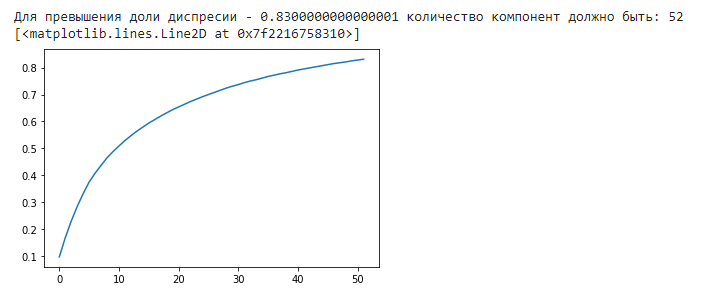 Для превышения доли диспресии - 0.8300000000000001 количество компонент должно быть: 52
[<matplotlib.lines.Line2D at 0x7f2216758310>]
0.8
0.7
0.6
0.5
0.4
0.3
0.2
0.1
0 10 20 30 40 50